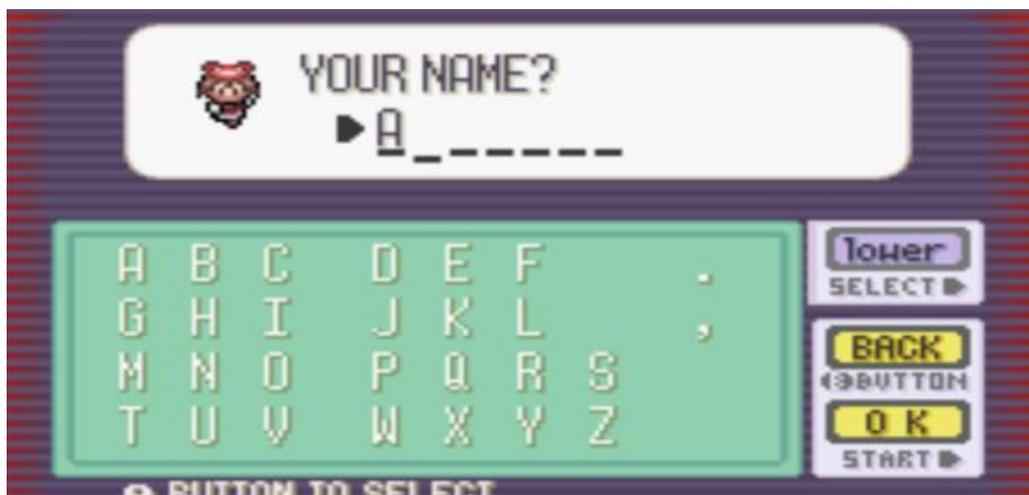 YOUR NAME?
A
A B C D E F .
G H I J K L ,
M N O P Q R S
T U V W X Y Z
lower
SELECT
BACK
B BUTTON
OK
START
BUTTON TO SELECT